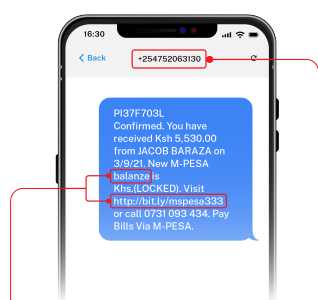 16:30
Back
+254752063130
PI37F703L
Confirmed. You have
received Ksh 5,530.00
from JACOB BARAZA on
3/9/21. New M-PESA
balanze is
Khs.(LOCKED). Visit
http://bit.ly/mspesa333
or call 0731 093 434. Pay
Bills Via M-PESA.